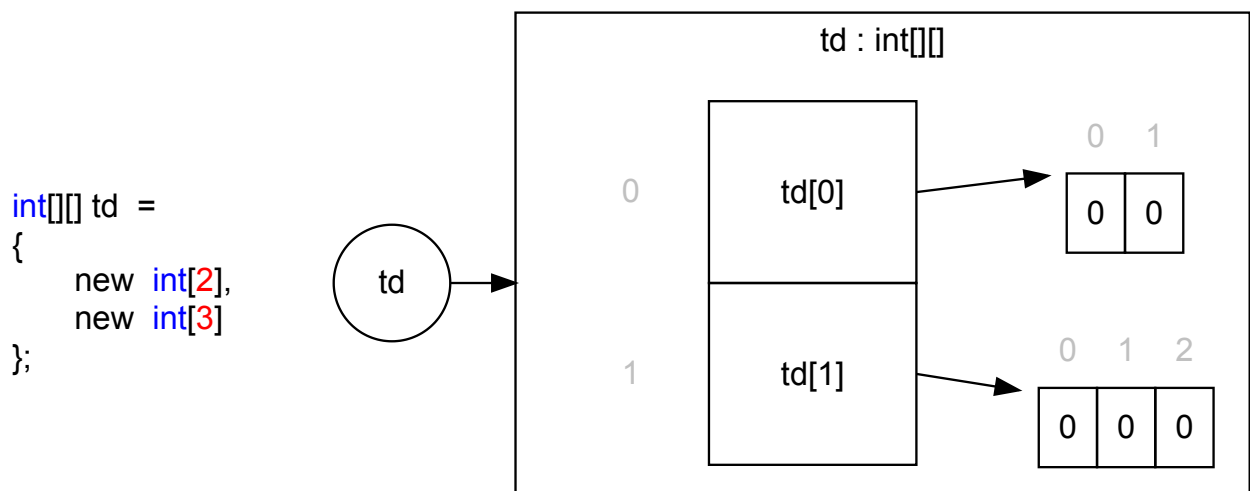 int[][] td =
{
new int[2],
new int[3]
};
td
td : int[][]
0
td[0]
0 1
0 0
1
td[1]
0 1 2
0 0 0